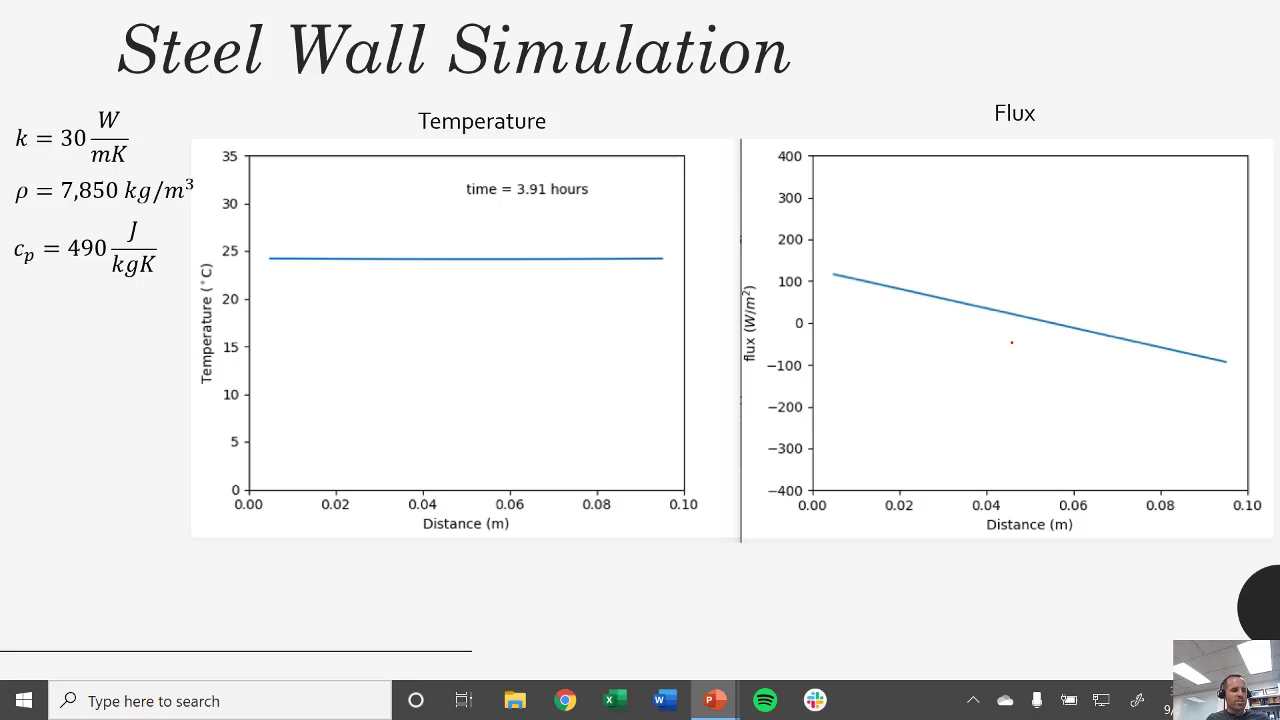 Steel Wall Simulation
k = 30 W/mK
ρ = 7,850 kg/m³
c_p = 490 J/kgK
Temperature
35
30
25
20
15
10
5
0
time = 3.91 hours
Temperature (°C)
0.00 0.02 0.04 0.06 0.08 0.10
Distance (m)
Flux
400
300
200
100
0
−100
−200
−300
−400
flux (W/m²)
0.00 0.02 0.04 0.06 0.08 0.10
Distance (m)
Type here to search